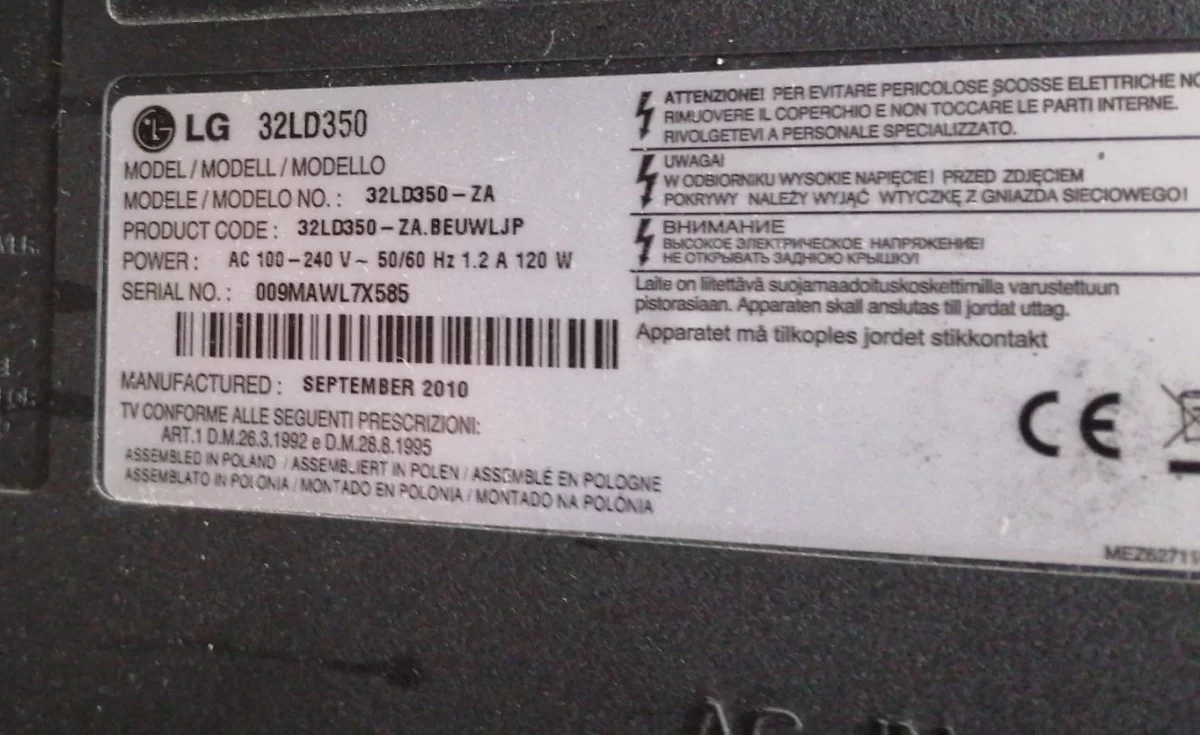 LG 32LD350
MODEL / MODELL / MODELLO
MODELE / MODELO NO. : 32LD350-ZA
PRODUCT CODE : 32LD350-ZA.BEUWLJP
POWER : AC 100-240 V~ 50/60 Hz 1.2 A 120 W
SERIAL NO. : 009MAWL7X585
MANUFACTURED : SEPTEMBER 2010
TV CONFORME ALLE SEGUENTI PRESCRIZIONI:
ART.1 D.M.26.3.1992 e D.M.28.8.1995
ASSEMBLED IN POLAND / ASSEMBLIERT IN POLEN / ASSEMBLÉ EN POLOGNE
ASSEMBLATO IN POLONIA / MONTADO EN POLONIA / MONTADO NA POLÓNIA
ATTENZIONE! PER EVITARE PERICOLOSE SCOSSE ELETTRICHE NO
RIMUOVERE IL COPERCHIO E NON TOCCARE LE PARTI INTERNE.
RIVOLGETEVI A PERSONALE SPECIALIZZATO.
UWAGA!
W ODBIORNIKU WYSOKIE NAPIĘCIE! PRZED ZDJĘCIEM
POKRYWY NALEŻY WYJĄĆ WTYCZKĘ Z GNIAZDA SIECIOWEGO!
ВНИМАНИЕ
ВЫСОКОЕ ЭЛЕКТРИЧЕСКОЕ НАПРЯЖЕНИЕ!
НЕ ОТКРЫВАТЬ ЗАДНЮЮ КРЫШКУ!
Laite on liitettävä suojamaadoituskoskettimilla varustettuun
pistorasiaan. Apparaten skall anslutas till jordat uttag.
Apparatet må tilkoples jordet stikkontakt
CE
MEZ62711